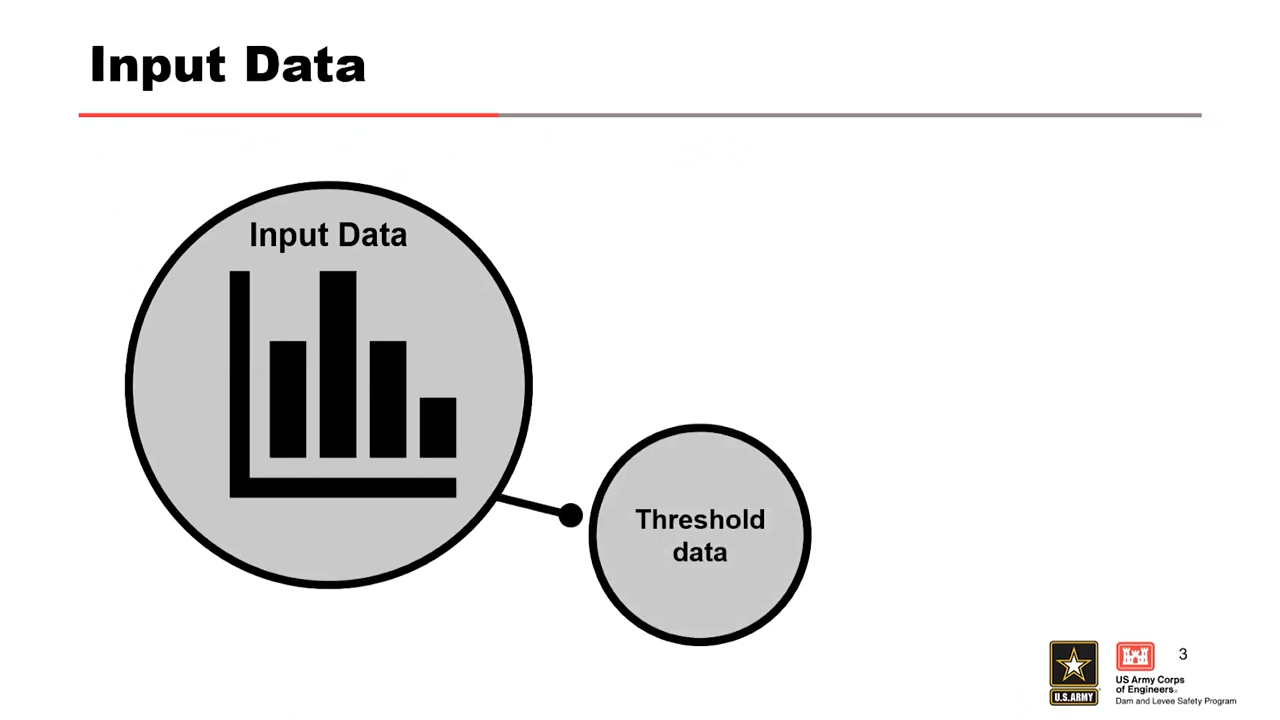 Input Data
Input Data
Threshold
data
U.S.ARMY
US Army Corps
of Engineers®
Dam and Levee Safety Program
3